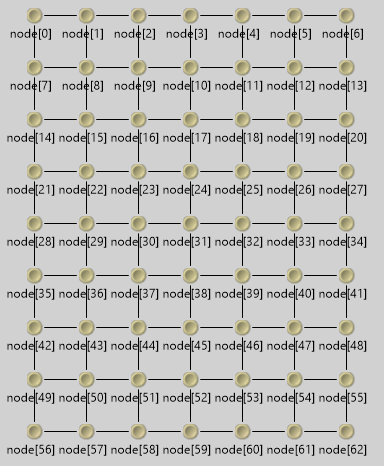 node[0] node[1] node[2] node[3] node[4] node[5] node[6]
node[7] node[8] node[9] node[10] node[11] node[12] node[13]
node[14] node[15] node[16] node[17] node[18] node[19] node[20]
node[21] node[22] node[23] node[24] node[25] node[26] node[27]
node[28] node[29] node[30] node[31] node[32] node[33] node[34]
node[35] node[36] node[37] node[38] node[39] node[40] node[41]
node[42] node[43] node[44] node[45] node[46] node[47] node[48]
node[49] node[50] node[51] node[52] node[53] node[54] node[55]
node[56] node[57] node[58] node[59] node[60] node[61] node[62]